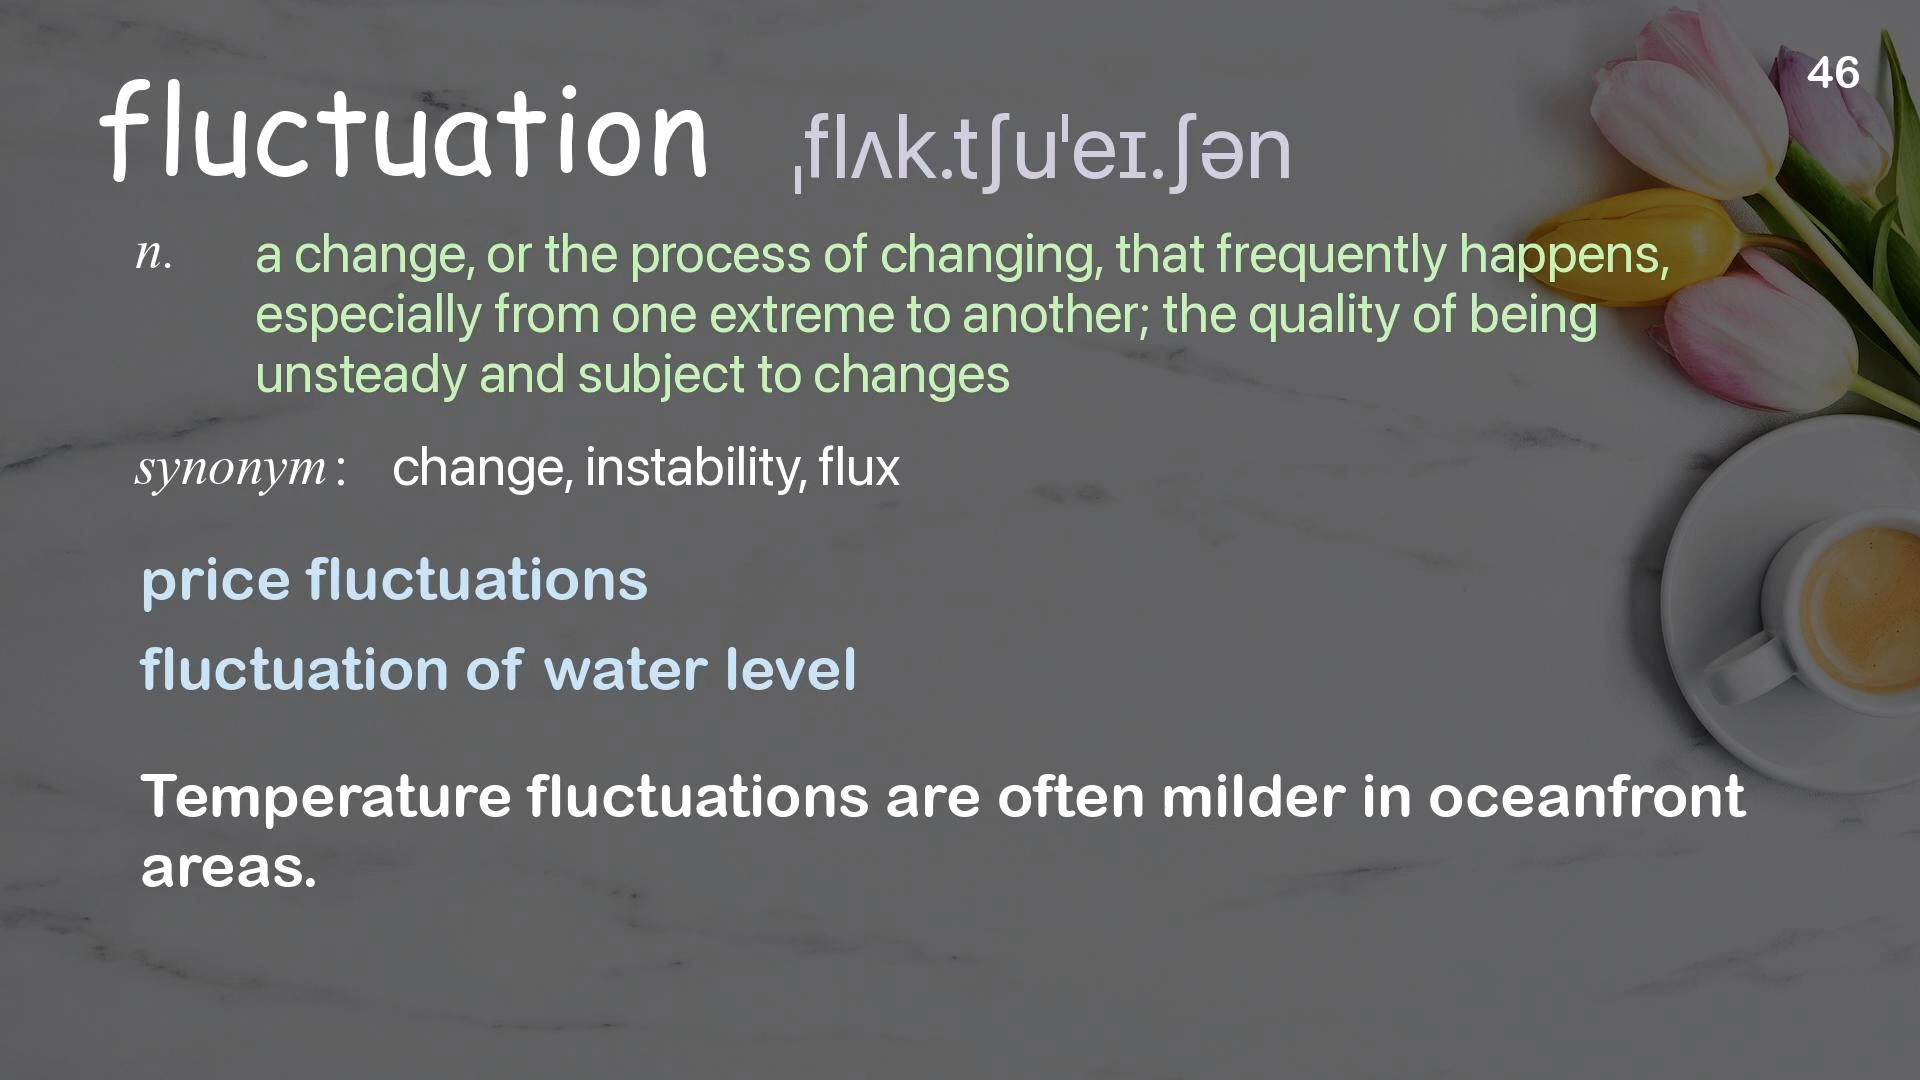 46
fluctuation ˌflʌk.tʃuˈeɪ.ʃən
n. a change, or the process of changing, that frequently happens,
especially from one extreme to another; the quality of being
unsteady and subject to changes
synonym: change, instability, flux
price fluctuations
fluctuation of water level
Temperature fluctuations are often milder in oceanfront
areas.